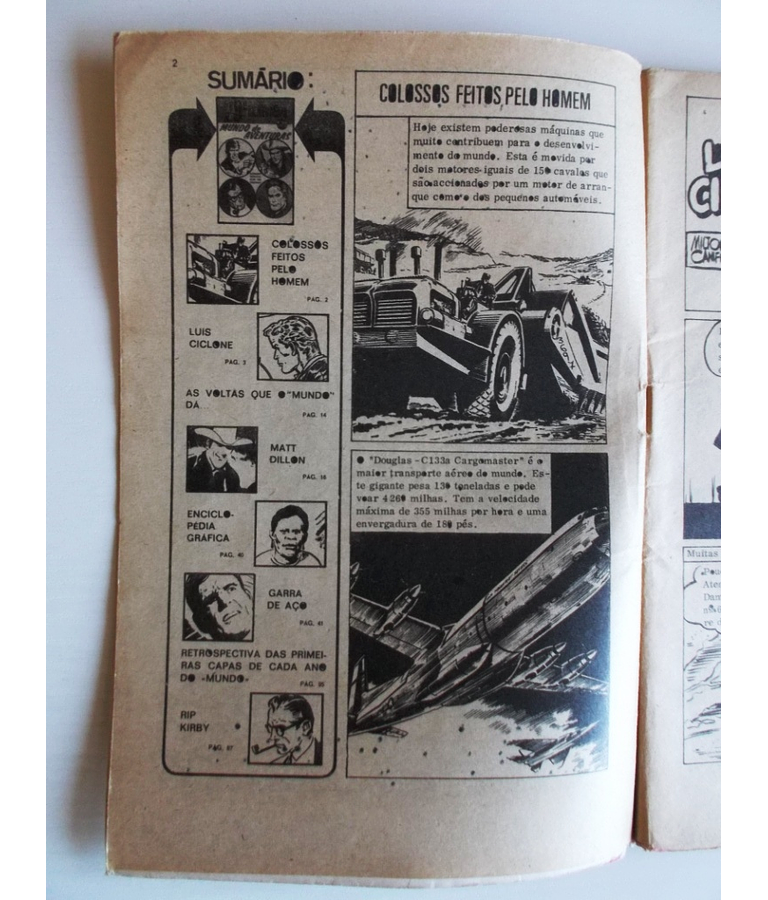 2
SUMÁRIO:
MUNDO de
AVENTURAS
COLOSSOS
FEITOS
PELO
HOMEM
PAG. 2
LUIS
CICLONE
PAG. 3
AS VOLTAS QUE O "MUNDO"
DÁ
PAG. 14
MATT
DILLON
PAG.
ENCICLO-
PÉDIA
GRÁFICA
PAG. 40
GARRA
DE AÇO
PAG. 41
RETROSPECTIVA DAS PRIMEI-
RAS CAPAS DE CADA ANO
DO «MUNDO»
PAG.
RIP
KIRBY
PAG. 57
COLOSSOS FEITOS PELO HOMEM
Hoje existem poderosas máquinas que
muito contribuem para o desenvolvi-
mento do mundo. Esta é movida por
dois motores iguais de 150 cavalos que
são accionados por um motor de arran-
que como o dos pequenos automáveis.
O "Douglas - C133a Cargomaster" é o
maior transporte aéreo do mundo. Es-
te gigante pesa 130 toneladas e pode
voar 4260 milhas. Tem a velocidade
máxima de 355 milhas por hora e uma
envergadura de 180 pés.
Muitas